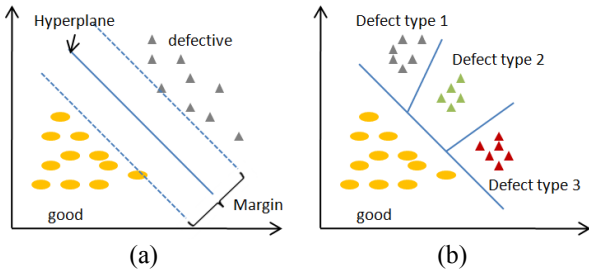 Hyperplane
defective
good
Margin
(a)
Defect type 1
Defect type 2
Defect type 3
good
(b)